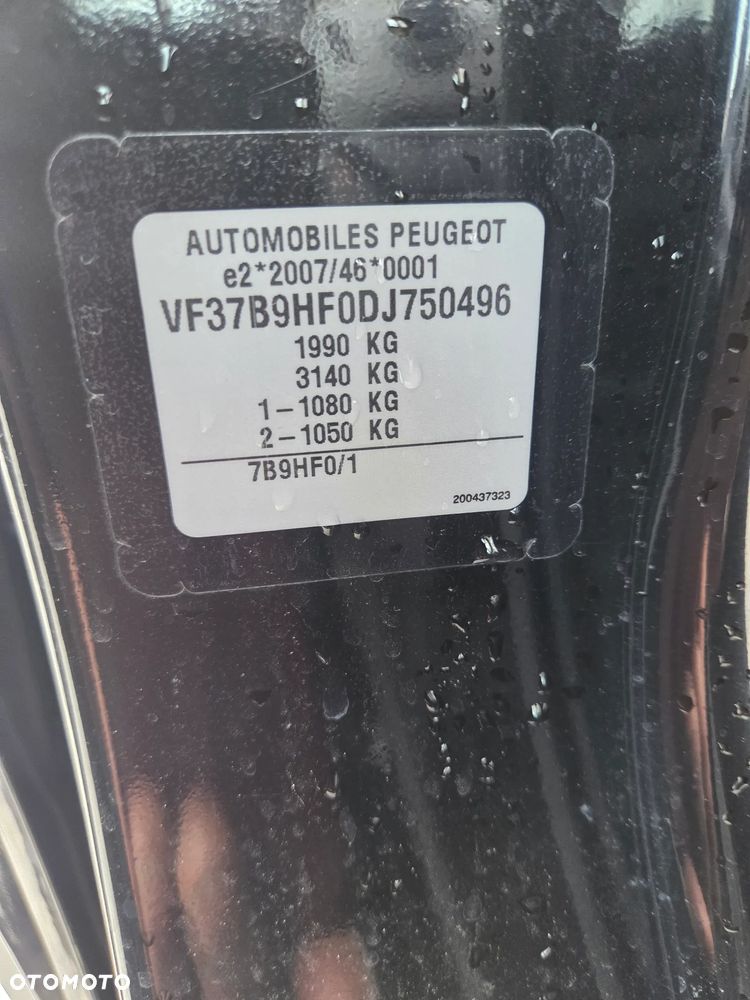 AUTOMOBILES PEUGEOT
e2*2007/46*0001
VF37B9HF0DJ750496
1990 KG
3140 KG
1-1080 KG
2-1050 KG
7B9HF0/1
200437323
OTOMOTO